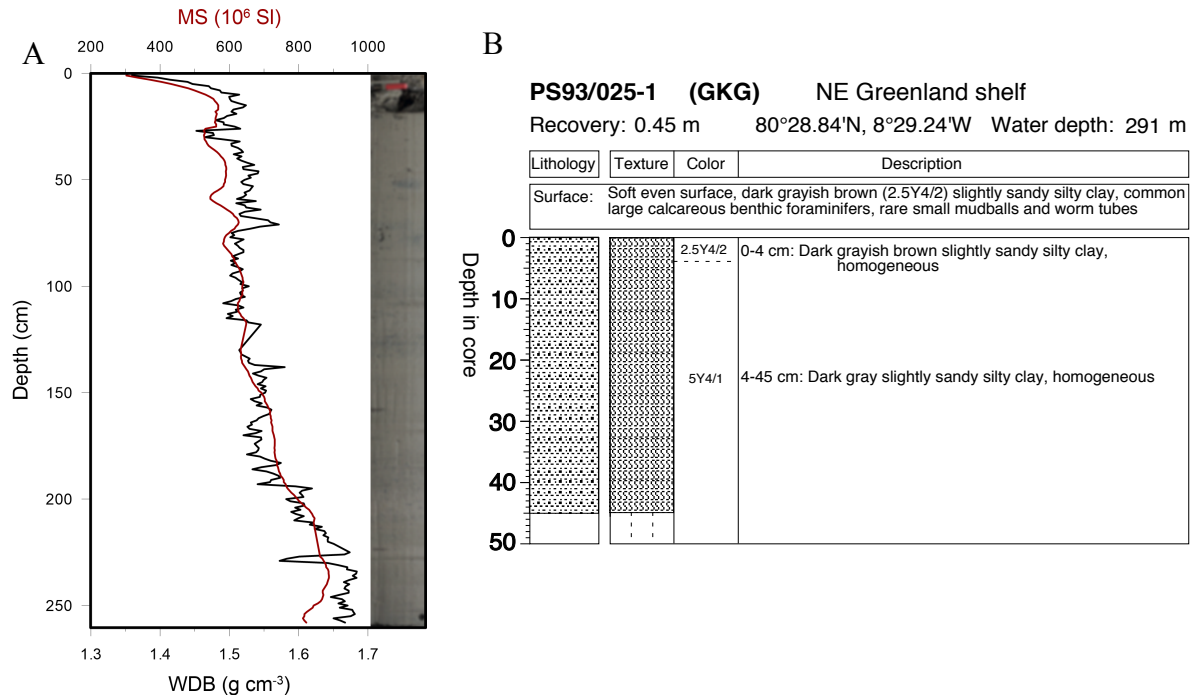 A
MS (10⁶ SI)
200 400 600 800 1000
0
50
100
150
200
250
Depth (cm)
1.3 1.4 1.5 1.6 1.7
WDB (g cm⁻³)
B
PS93/025-1 (GKG) NE Greenland shelf
Recovery: 0.45 m 80°28.84'N, 8°29.24'W Water depth: 291 m
Lithology Texture Color Description
Surface: Soft even surface, dark grayish brown (2.5Y4/2) slightly sandy silty clay, common
large calcareous benthic foraminifers, rare small mudballs and worm tubes
Depth in core
0
10
20
30
40
50
2.5Y4/2 0-4 cm: Dark grayish brown slightly sandy silty clay,
homogeneous
5Y4/1 4-45 cm: Dark gray slightly sandy silty clay, homogeneous